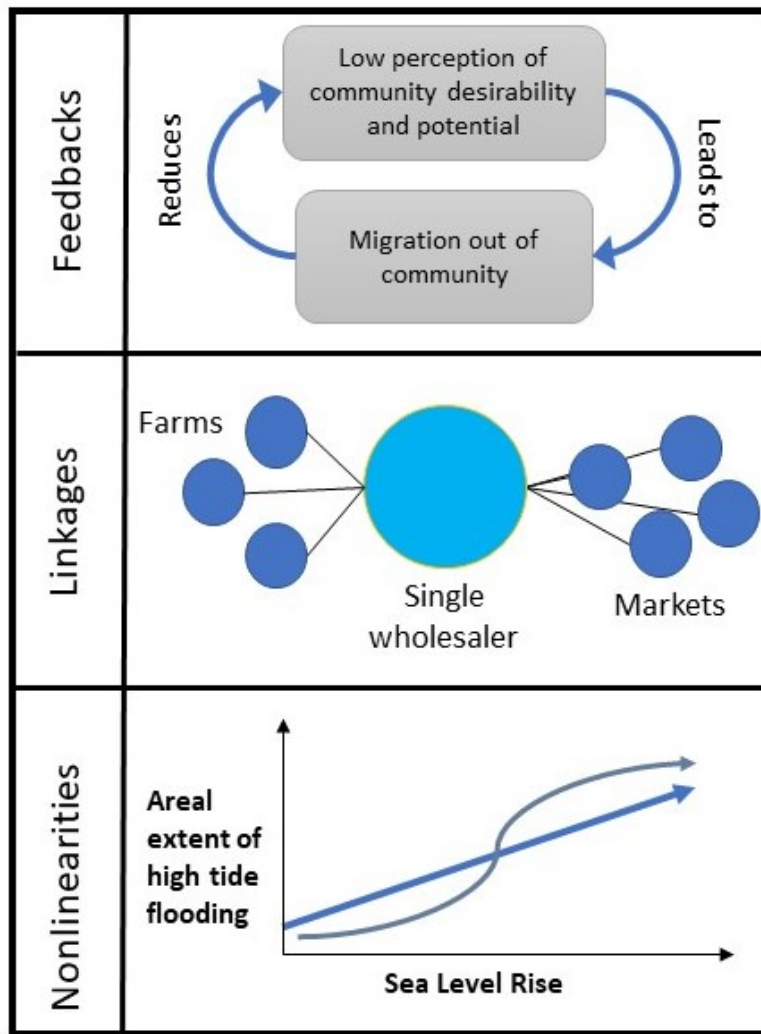 Feedbacks
Low perception of
community desirability
and potential
Reduces
Leads to
Migration out of
community
Linkages
Farms
Single
wholesaler
Markets
Nonlinearities
Areal
extent of
high tide
flooding
Sea Level Rise